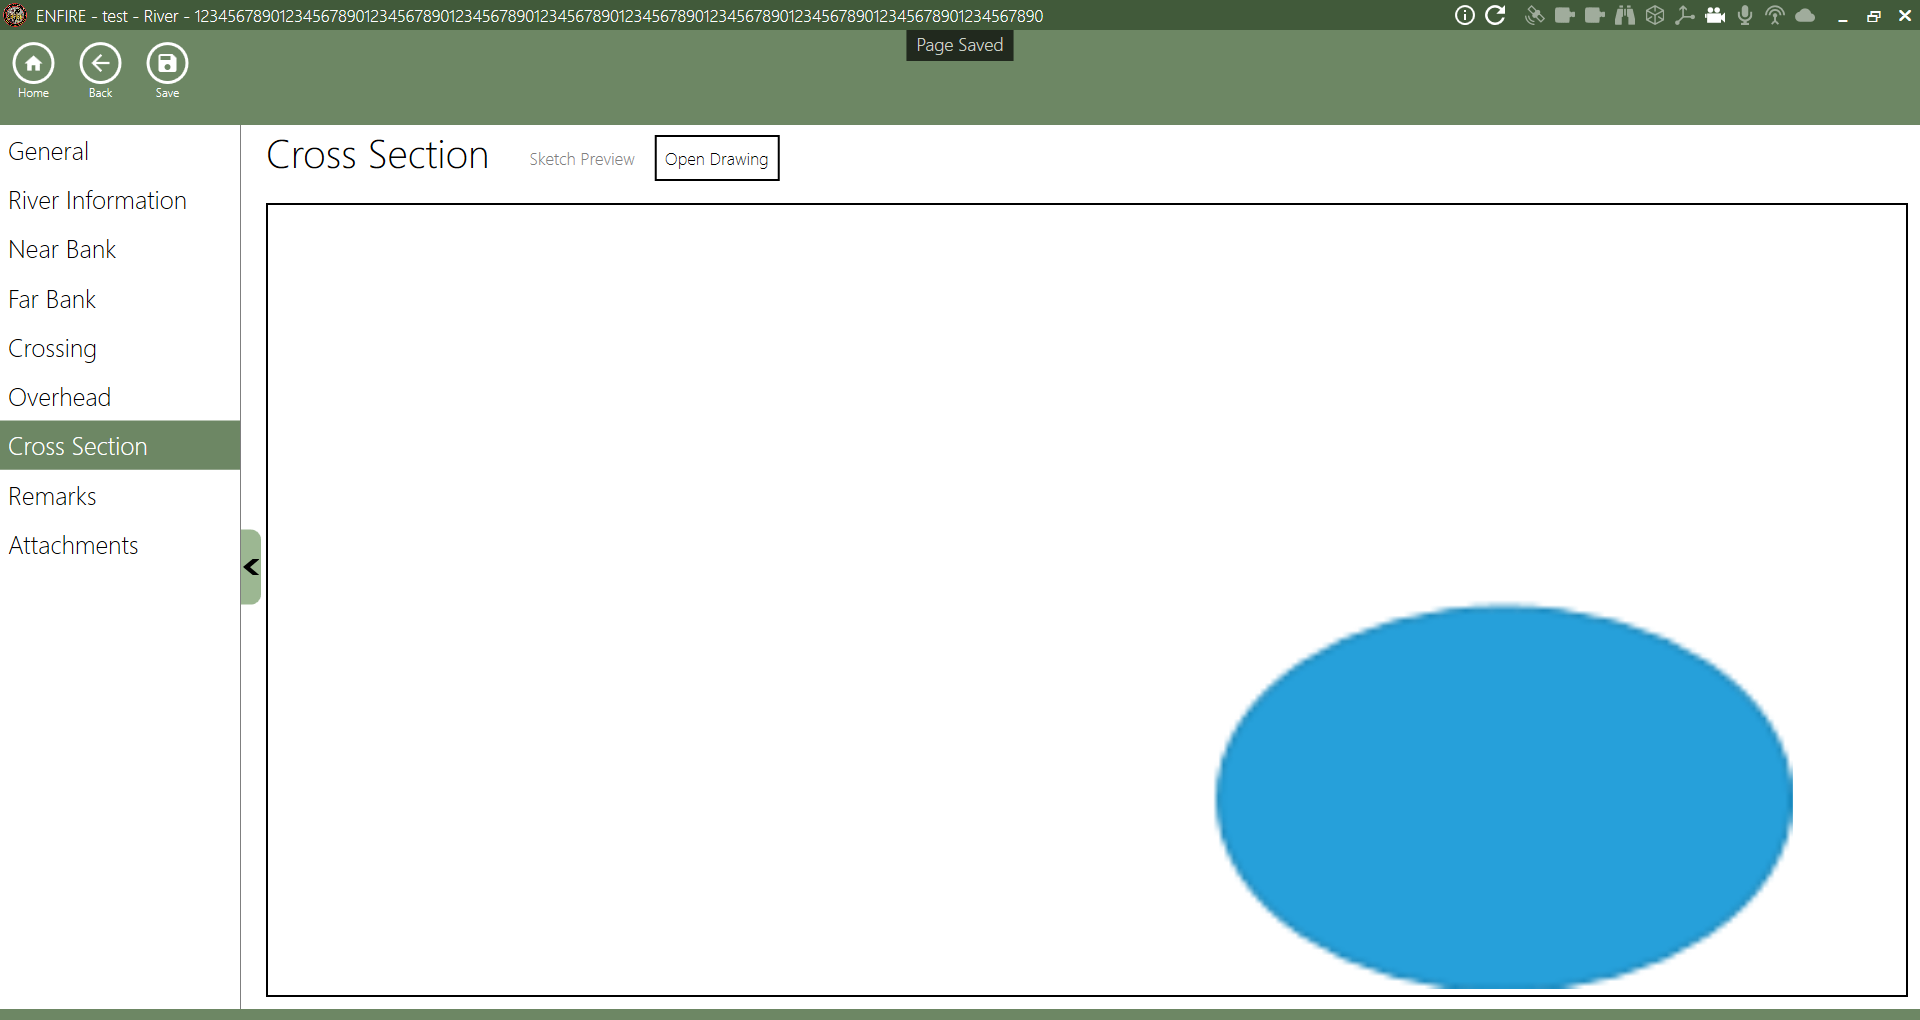 ENFIRE - test - River - 1234567890123456789012345678901234567890123456789012345678901234567890123456789012345678901234567890
Page Saved
Home
Back
Save
General
River Information
Near Bank
Far Bank
Crossing
Overhead
Cross Section
Remarks
Attachments
Cross Section
Sketch Preview
Open Drawing